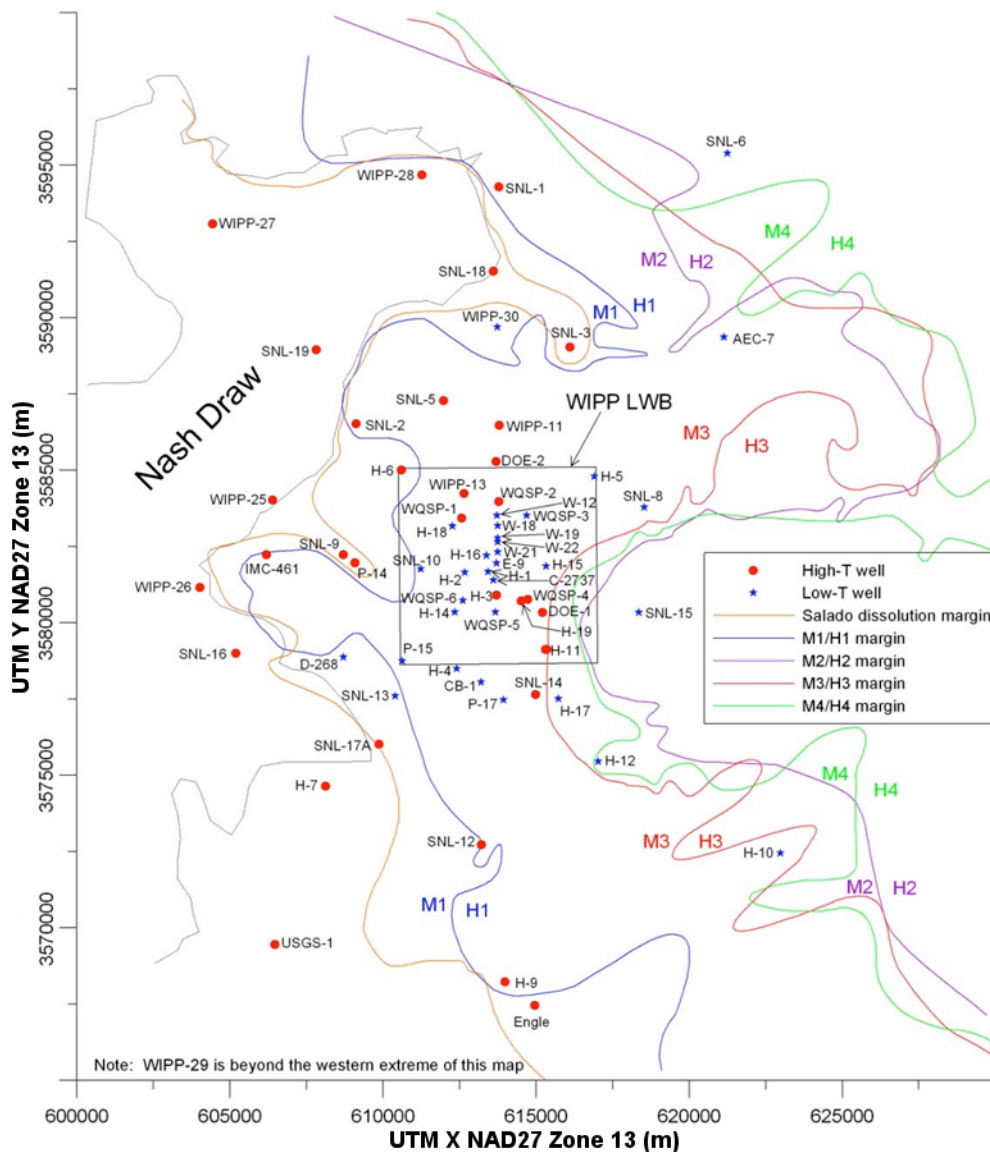 SNL-6
3595000
WIPP-28
SNL-1
WIPP-27
M4
H4
M2
H2
SNL-18
M1
H1
WIPP-30
3590000
SNL-3
AEC-7
SNL-19
Nash Draw
WIPP LWB
SNL-5
SNL-2
WIPP-11
M3
H3
DOE-2
3585000
H-6
H-5
WIPP-13
WQSP-2
W-12
WIPP-25
WQSP-1
WQSP-3
SNL-8
H-18
W-18
W-19
W-22
SNL-9
SNL-10
H-16
W-21
H-15
IMC-461
P-14
E-9
H-2
H-1
C-2737
WIPP-26
WQSP-6
H-3
WQSP-4
3580000
H-14
DOE-1
SNL-15
WQSP-5
H-19
SNL-16
D-268
P-15
H-11
H-4
SNL-14
SNL-13
CB-1
P-17
H-17
SNL-17A
H-12
3575000
H-7
M4
H4
SNL-12
M3
H3
H-10
M1
H1
M2
H2
3570000
USGS-1
H-9
Engle
High-T well
Low-T well
Salado dissolution margin
M1/H1 margin
M2/H2 margin
M3/H3 margin
M4/H4 margin
Note: WIPP-29 is beyond the western extreme of this map
600000 605000 610000 615000 620000 625000
UTM X NAD27 Zone 13 (m)
UTM Y NAD27 Zone 13 (m)